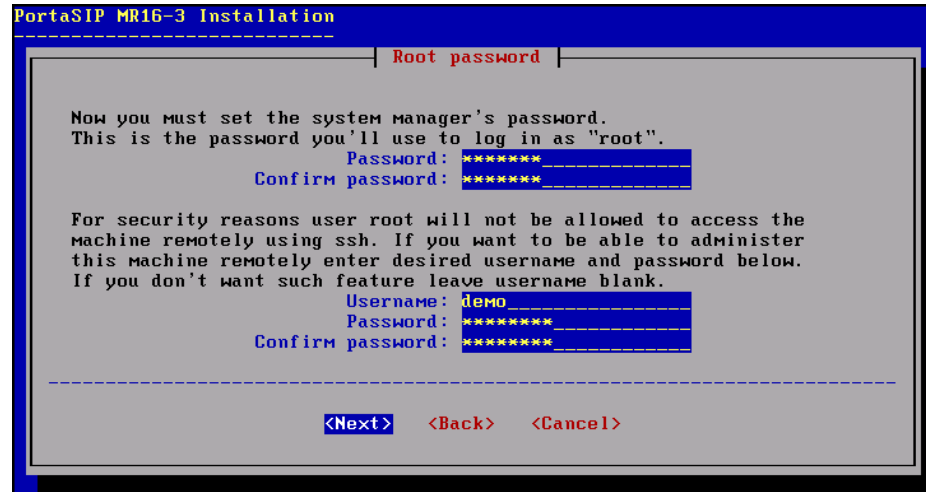 PortaSIP MR16-3 Installation
Root password
Now you must set the system manager's password.
This is the password you'll use to log in as "root".
Password: *******
Confirm password: *******
For security reasons user root will not be allowed to access the
machine remotely using ssh. If you want to be able to administer
this machine remotely enter desired username and password below.
If you don't want such feature leave username blank.
Username: demo
Password: ********
Confirm password: ********
<Next> <Back> <Cancel>